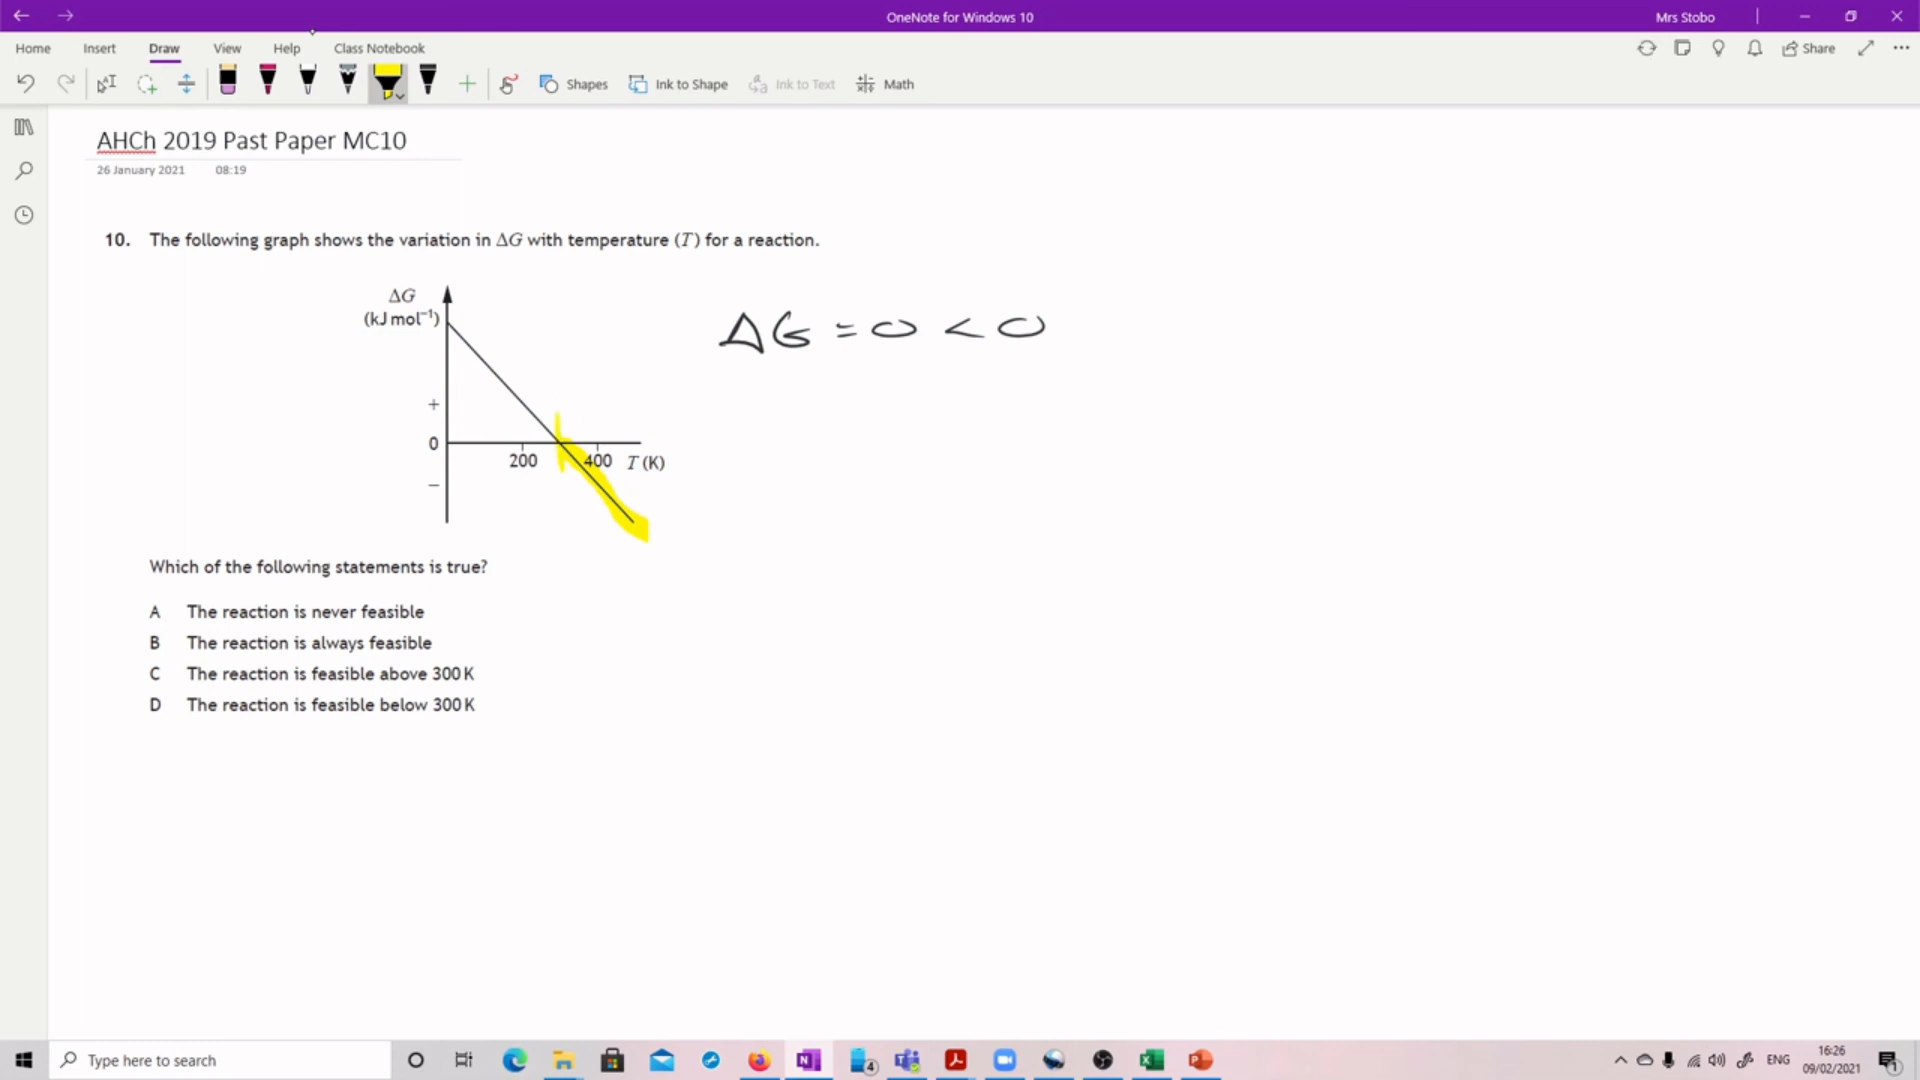 OneNote for Windows 10
Mrs Stobo
Home Insert Draw View Help Class Notebook
Share
Shapes Ink to Shape Ink to Text Math
AHCh 2019 Past Paper MC10
26 January 2021 08:19
10. The following graph shows the variation in ΔG with temperature (T) for a reaction.
ΔG
(kJ mol⁻¹)
ΔG = 0 < 0
+
0
200 400 T (K)
−
Which of the following statements is true?
A The reaction is never feasible
B The reaction is always feasible
C The reaction is feasible above 300 K
D The reaction is feasible below 300 K
Type here to search
4
ENG
16:26
09/02/2021
1